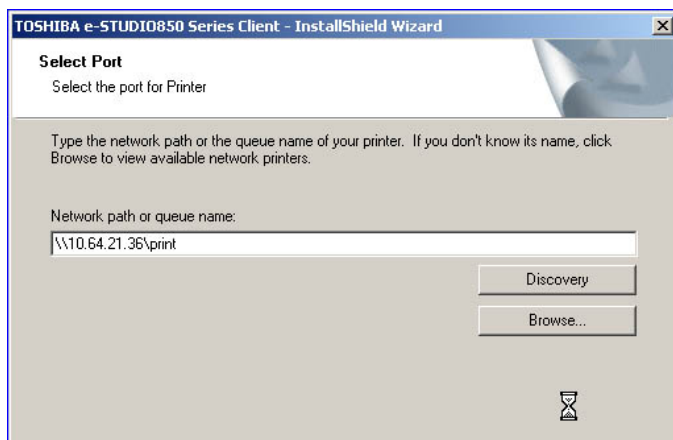 TOSHIBA e-STUDIO850 Series Client - InstallShield Wizard
Select Port
Select the port for Printer
Type the network path or the queue name of your printer. If you don't know its name, click
Browse to view available network printers.
Network path or queue name:
\\10.64.21.36\print
Discovery
Browse...